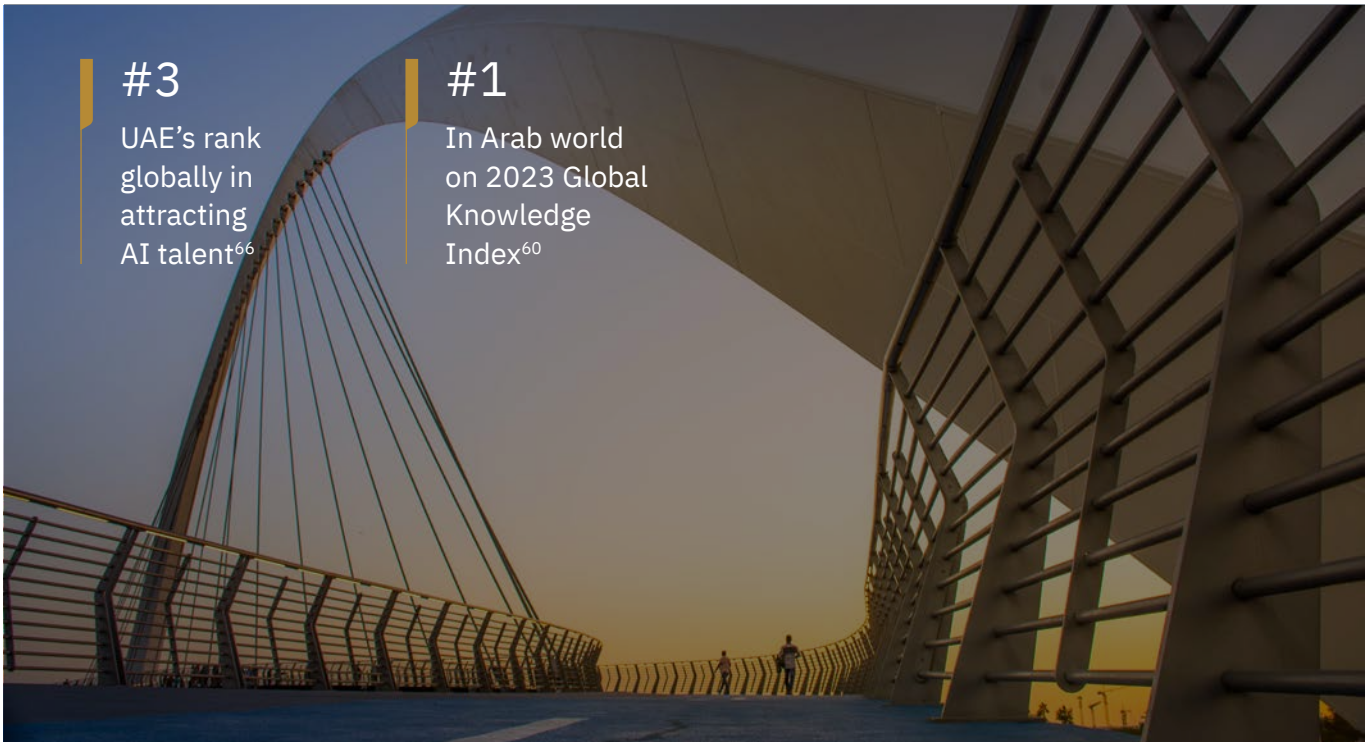 #3
UAE’s rank
globally in
attracting
AI talent⁶⁶
#1
In Arab world
on 2023 Global
Knowledge
Index⁶⁰